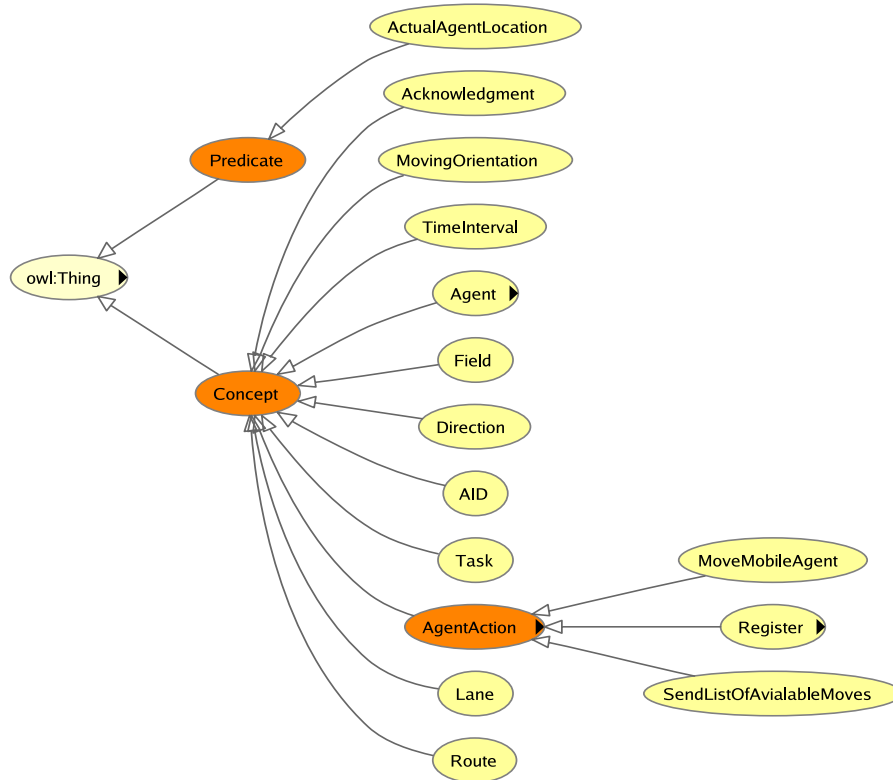 ActualAgentLocation
Acknowledgment
Predicate
MovingOrientation
TimeInterval
owl:Thing
Agent
Field
Concept
Direction
AID
Task
MoveMobileAgent
AgentAction
Register
Lane
SendListOfAvialableMoves
Route